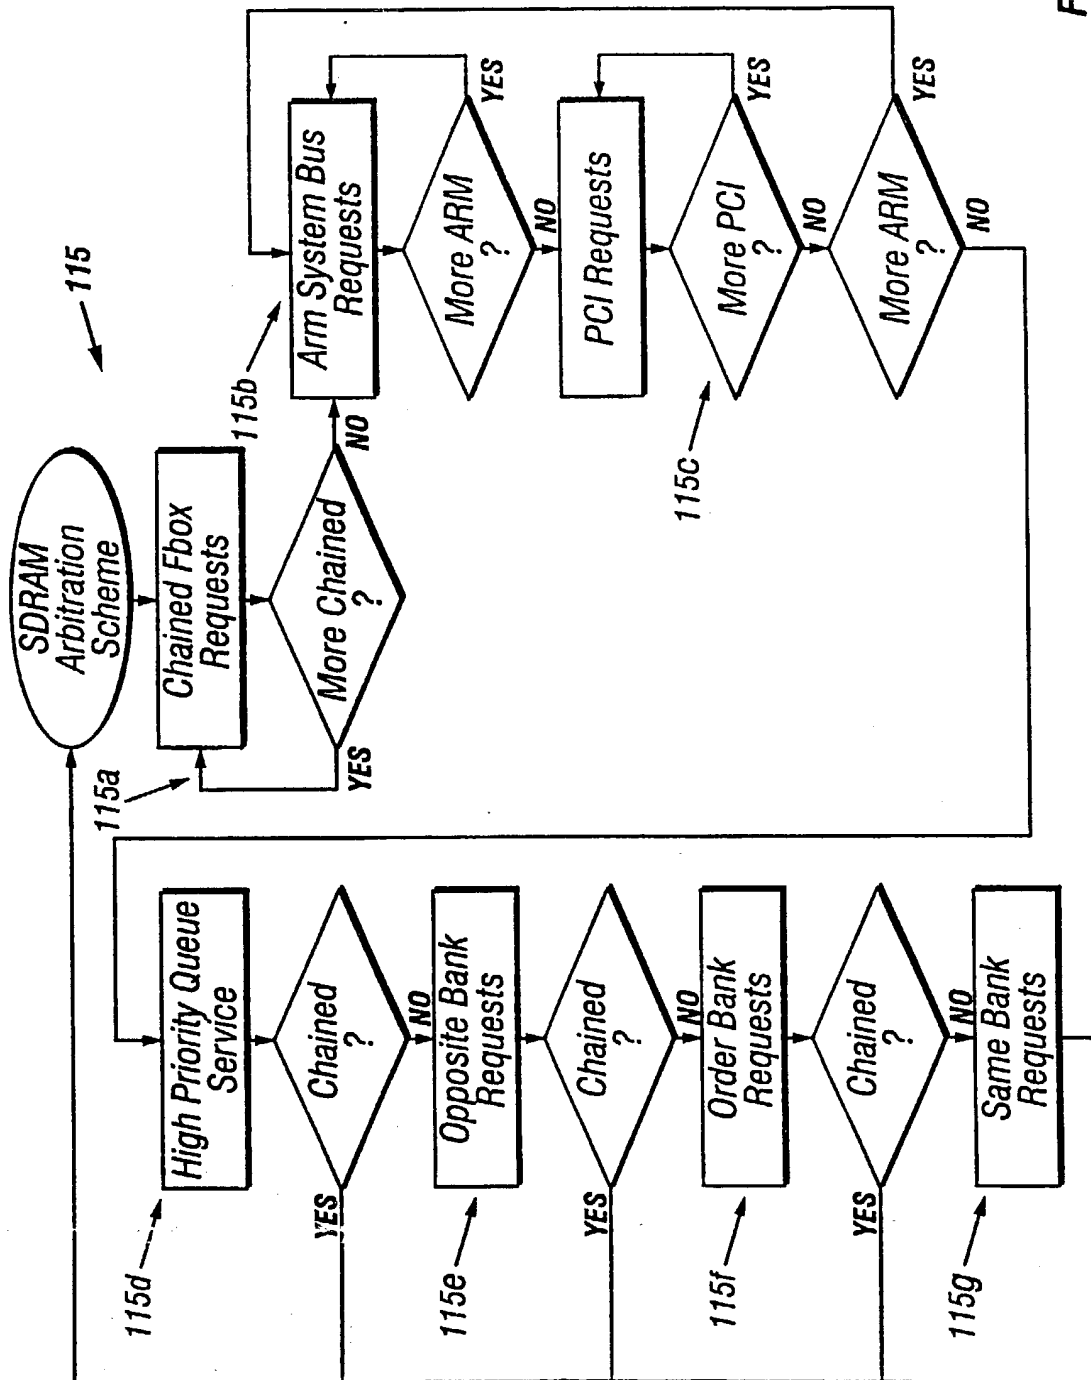 115
SDRAM
Arbitration
Scheme
115a
Chained Fbox
Requests
More Chained
?
YES
NO
115b
Arm System Bus
Requests
More ARM
?
YES
NO
PCI Requests
115c
More PCI
?
YES
NO
More ARM
?
YES
NO
115d
High Priority Queue
Service
Chained
?
YES
NO
115e
Opposite Bank
Requests
Chained
?
YES
NO
115f
Order Bank
Requests
Chained
?
YES
NO
115g
Same Bank
Requests